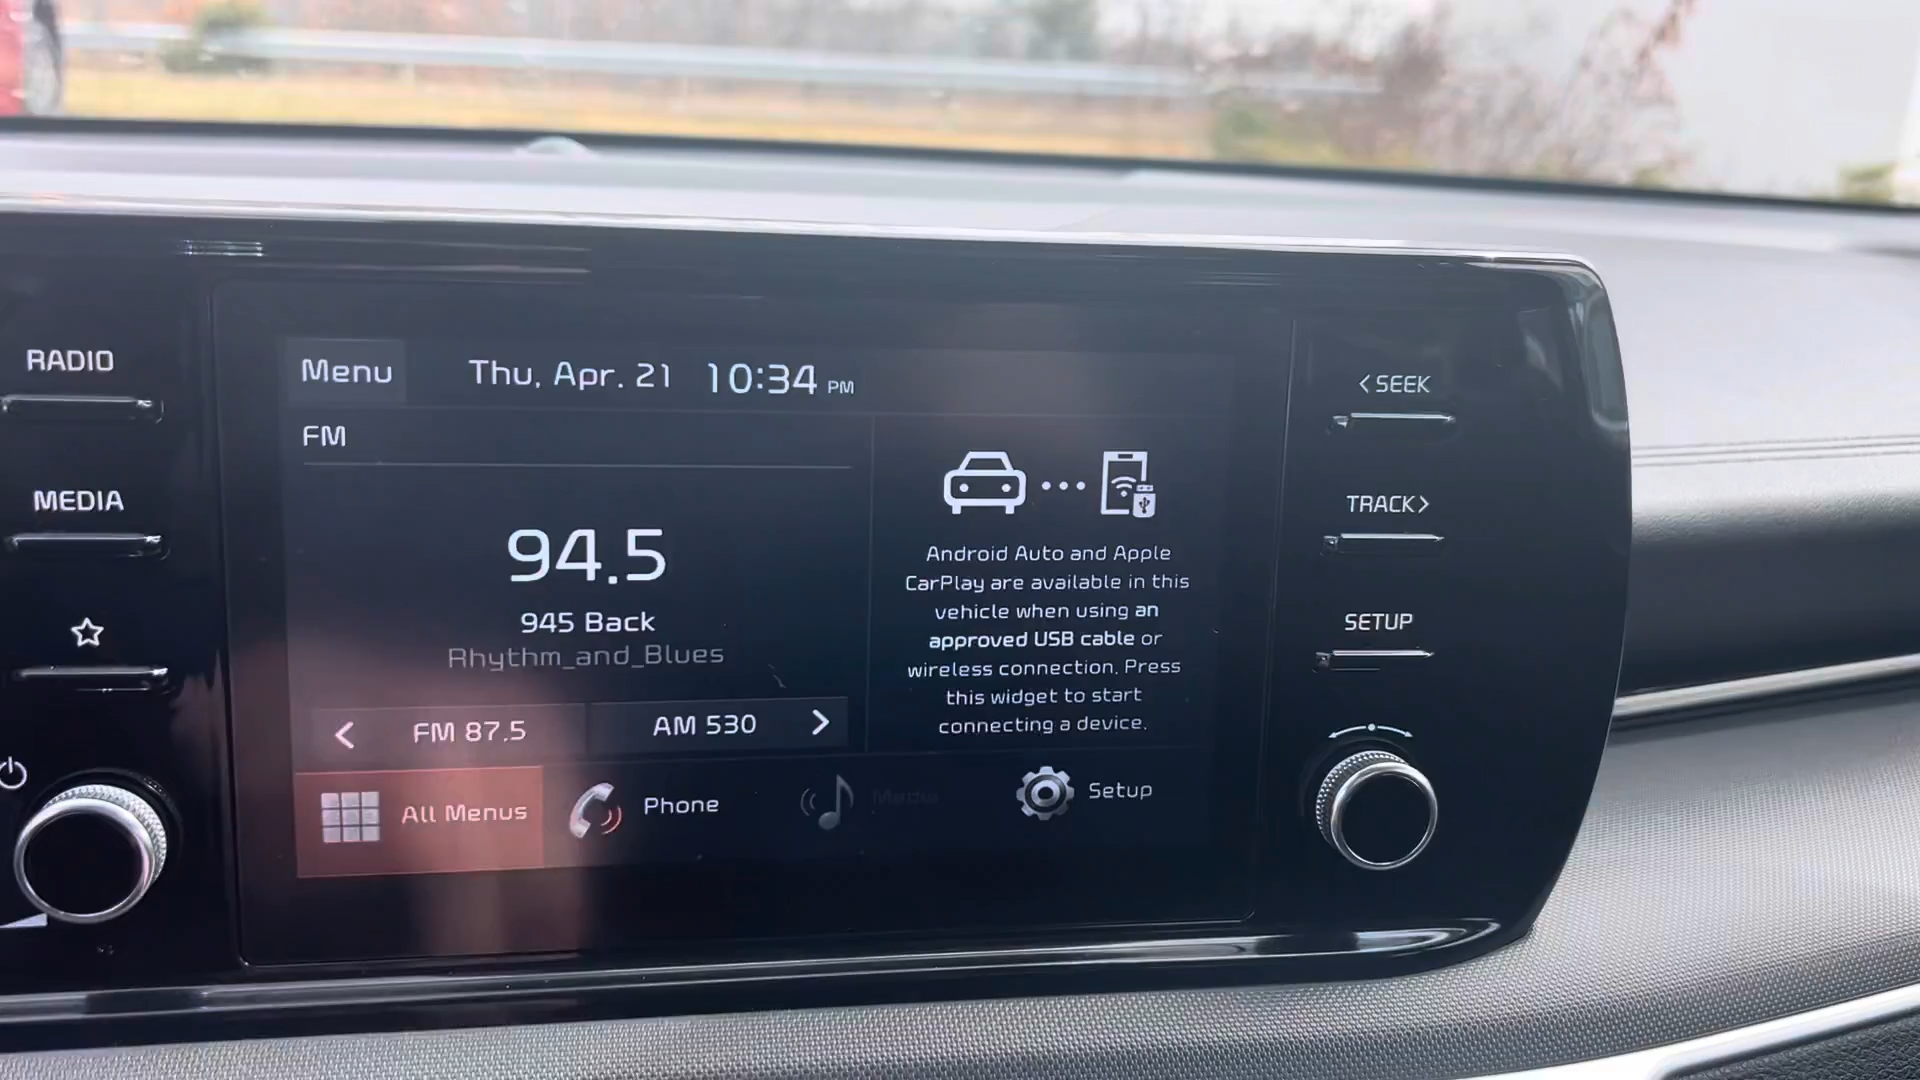 RADIO
MEDIA
Menu
Thu, Apr. 21 10:34 PM
FM
94.5
945 Back
Rhythm_and_Blues
FM 87.5
AM 530
Android Auto and Apple
CarPlay are available in this
vehicle when using an
approved USB cable or
wireless connection. Press
this widget to start
connecting a device.
All Menus
Phone
Media
Setup
< SEEK
TRACK >
SETUP